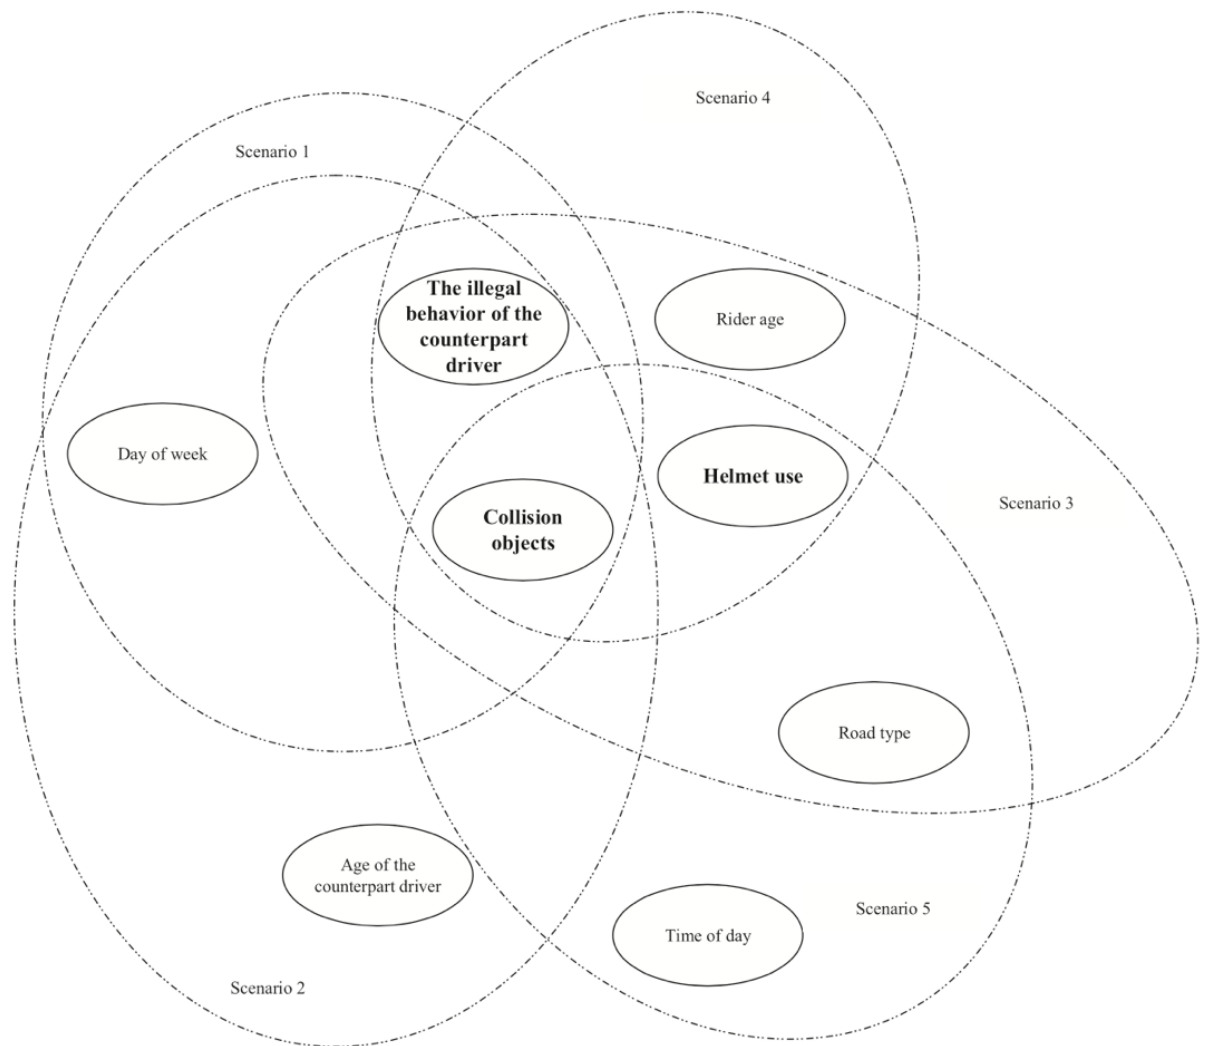 Scenario 4
Scenario 1
The illegal
behavior of the
counterpart
driver
Rider age
Day of week
Helmet use
Scenario 3
Collision
objects
Road type
Age of the
counterpart driver
Scenario 5
Time of day
Scenario 2